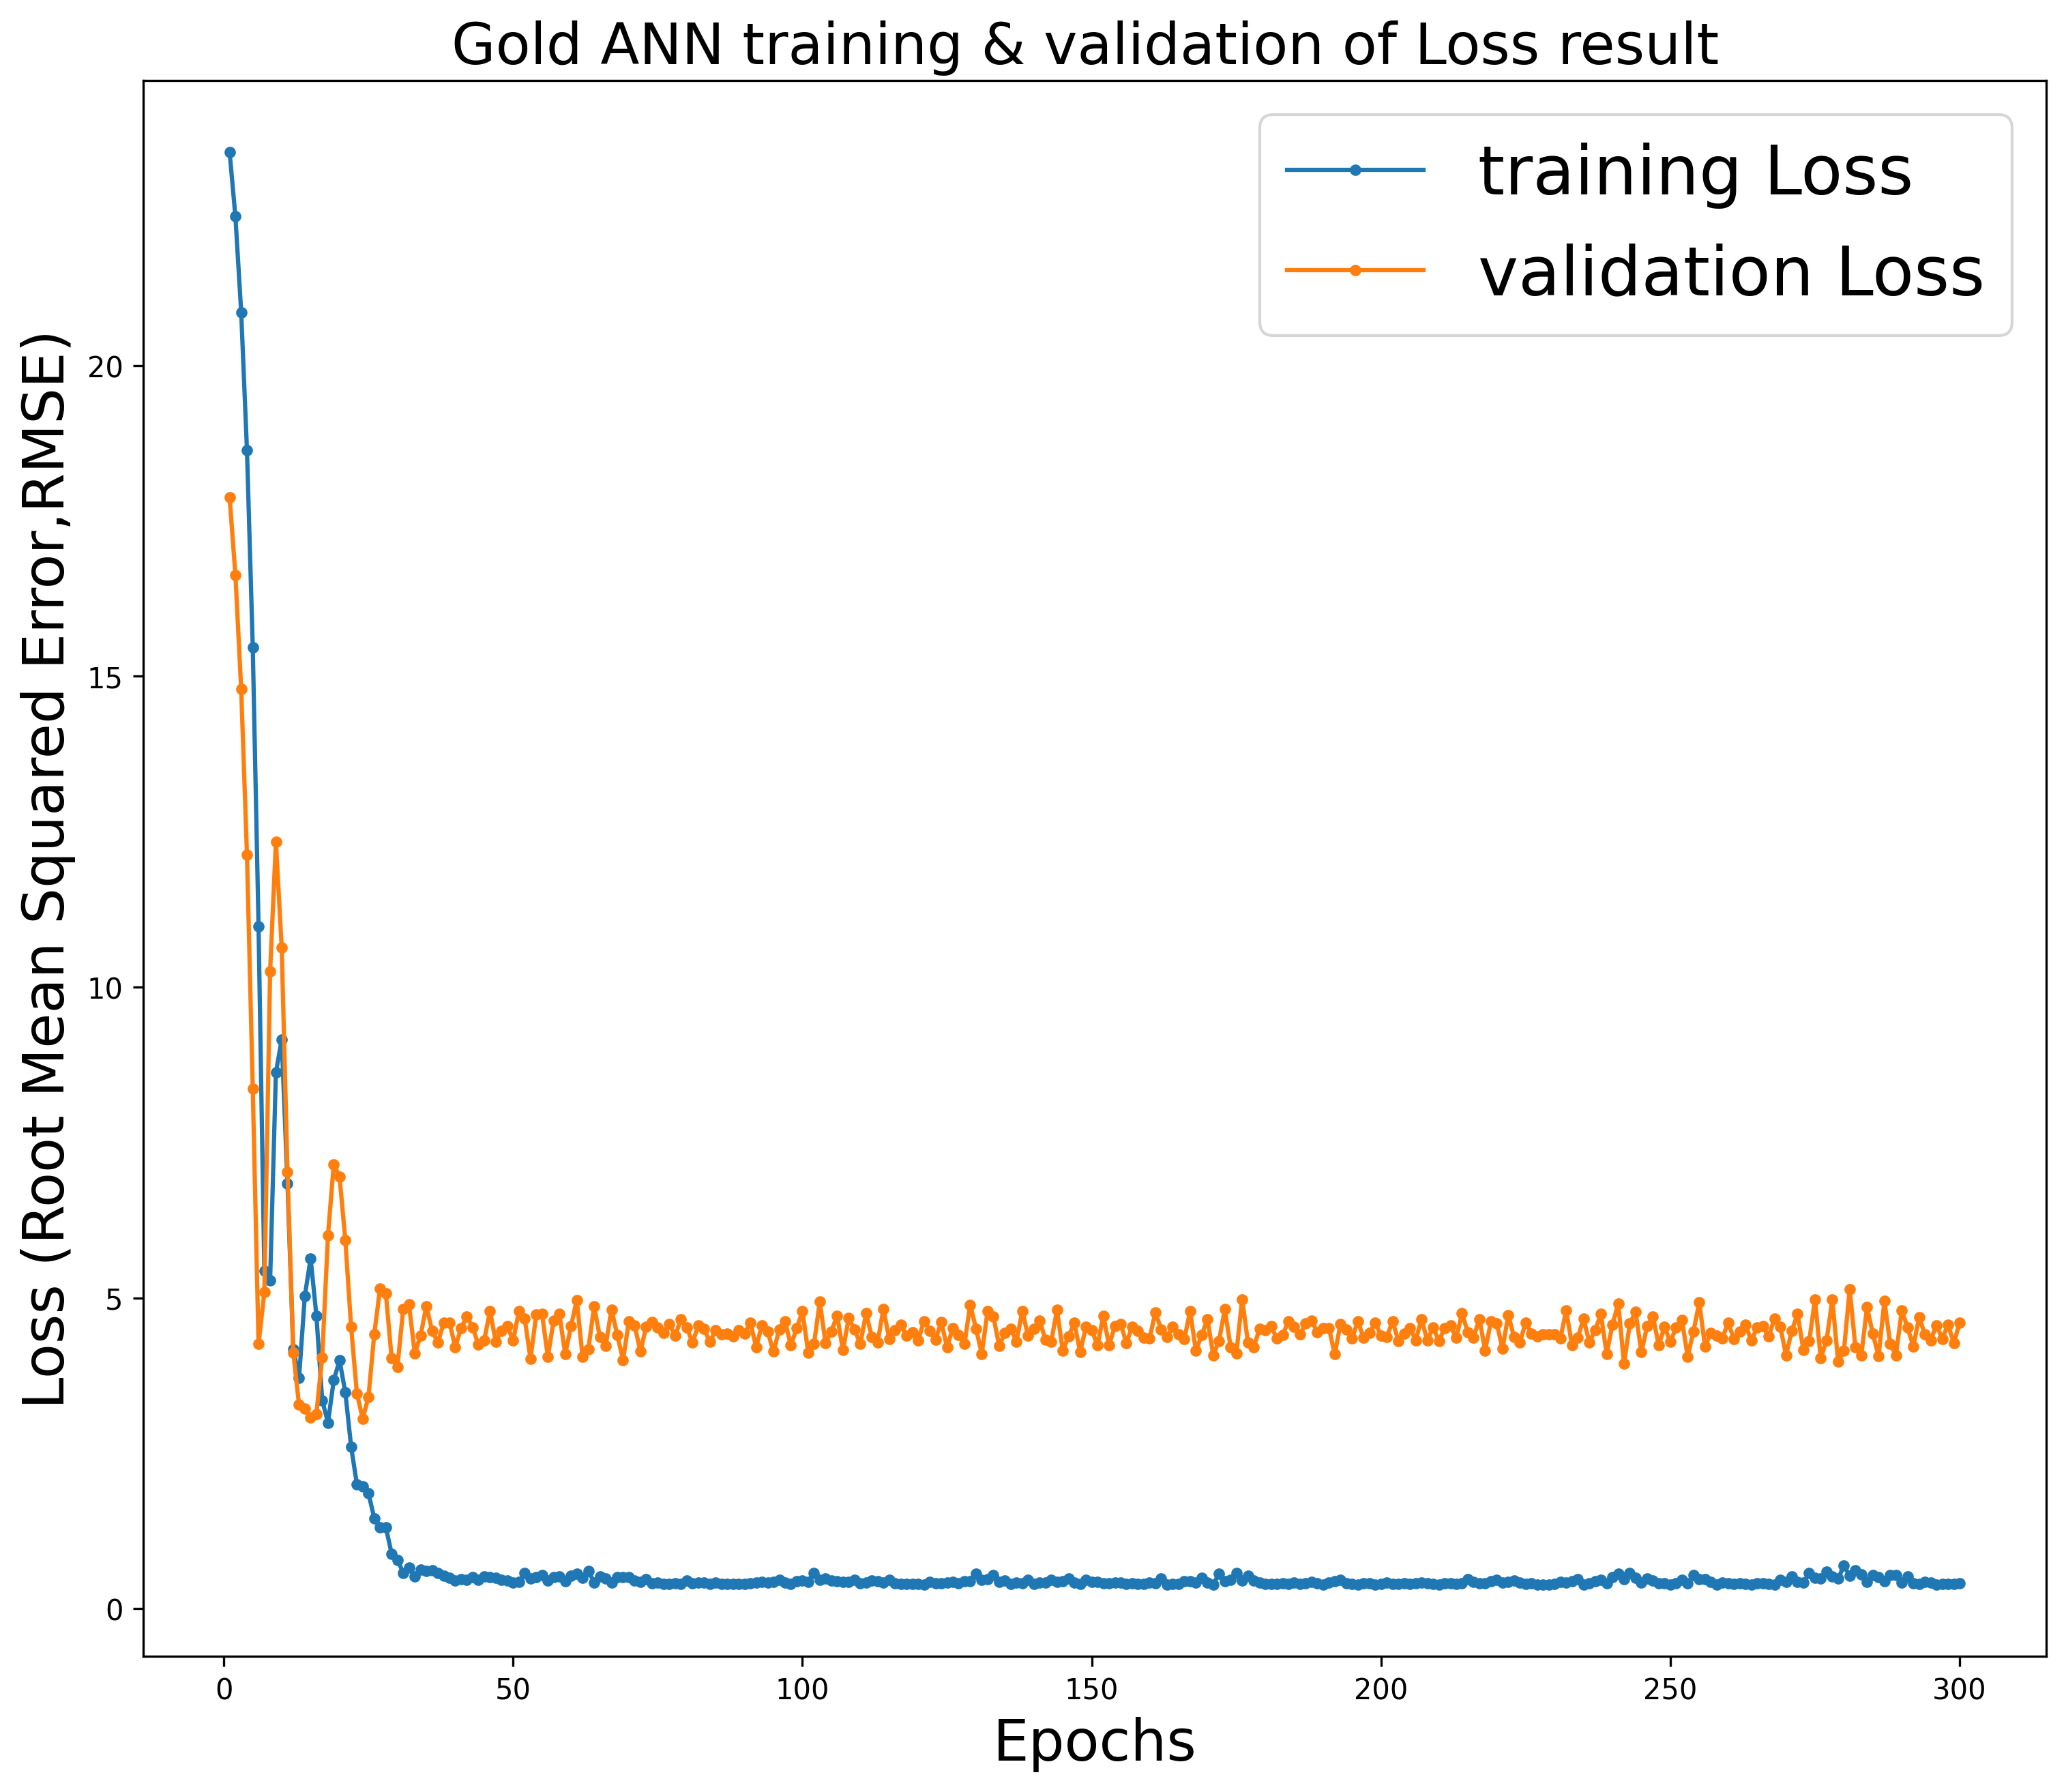 Gold ANN training & validation of Loss result
training Loss
validation Loss
Loss (Root Mean Squared Error,RMSE)
20
15
10
5
0
0 50 100 150 200 250 300
Epochs